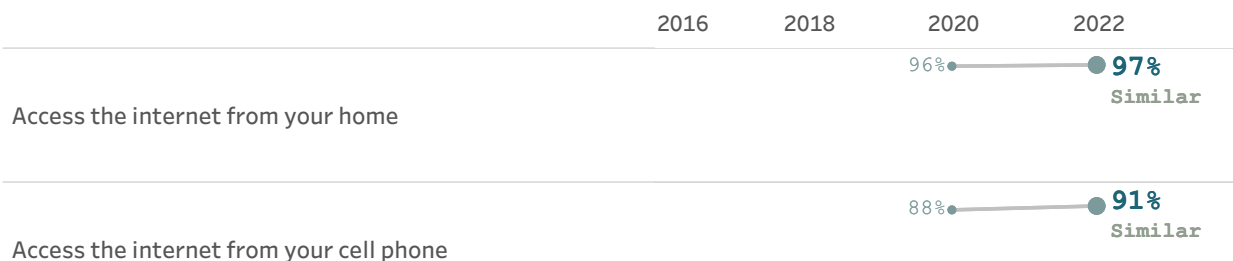 2016 2018 2020 2022
96% 97%
Similar
Access the internet from your home
88% 91%
Similar
Access the internet from your cell phone